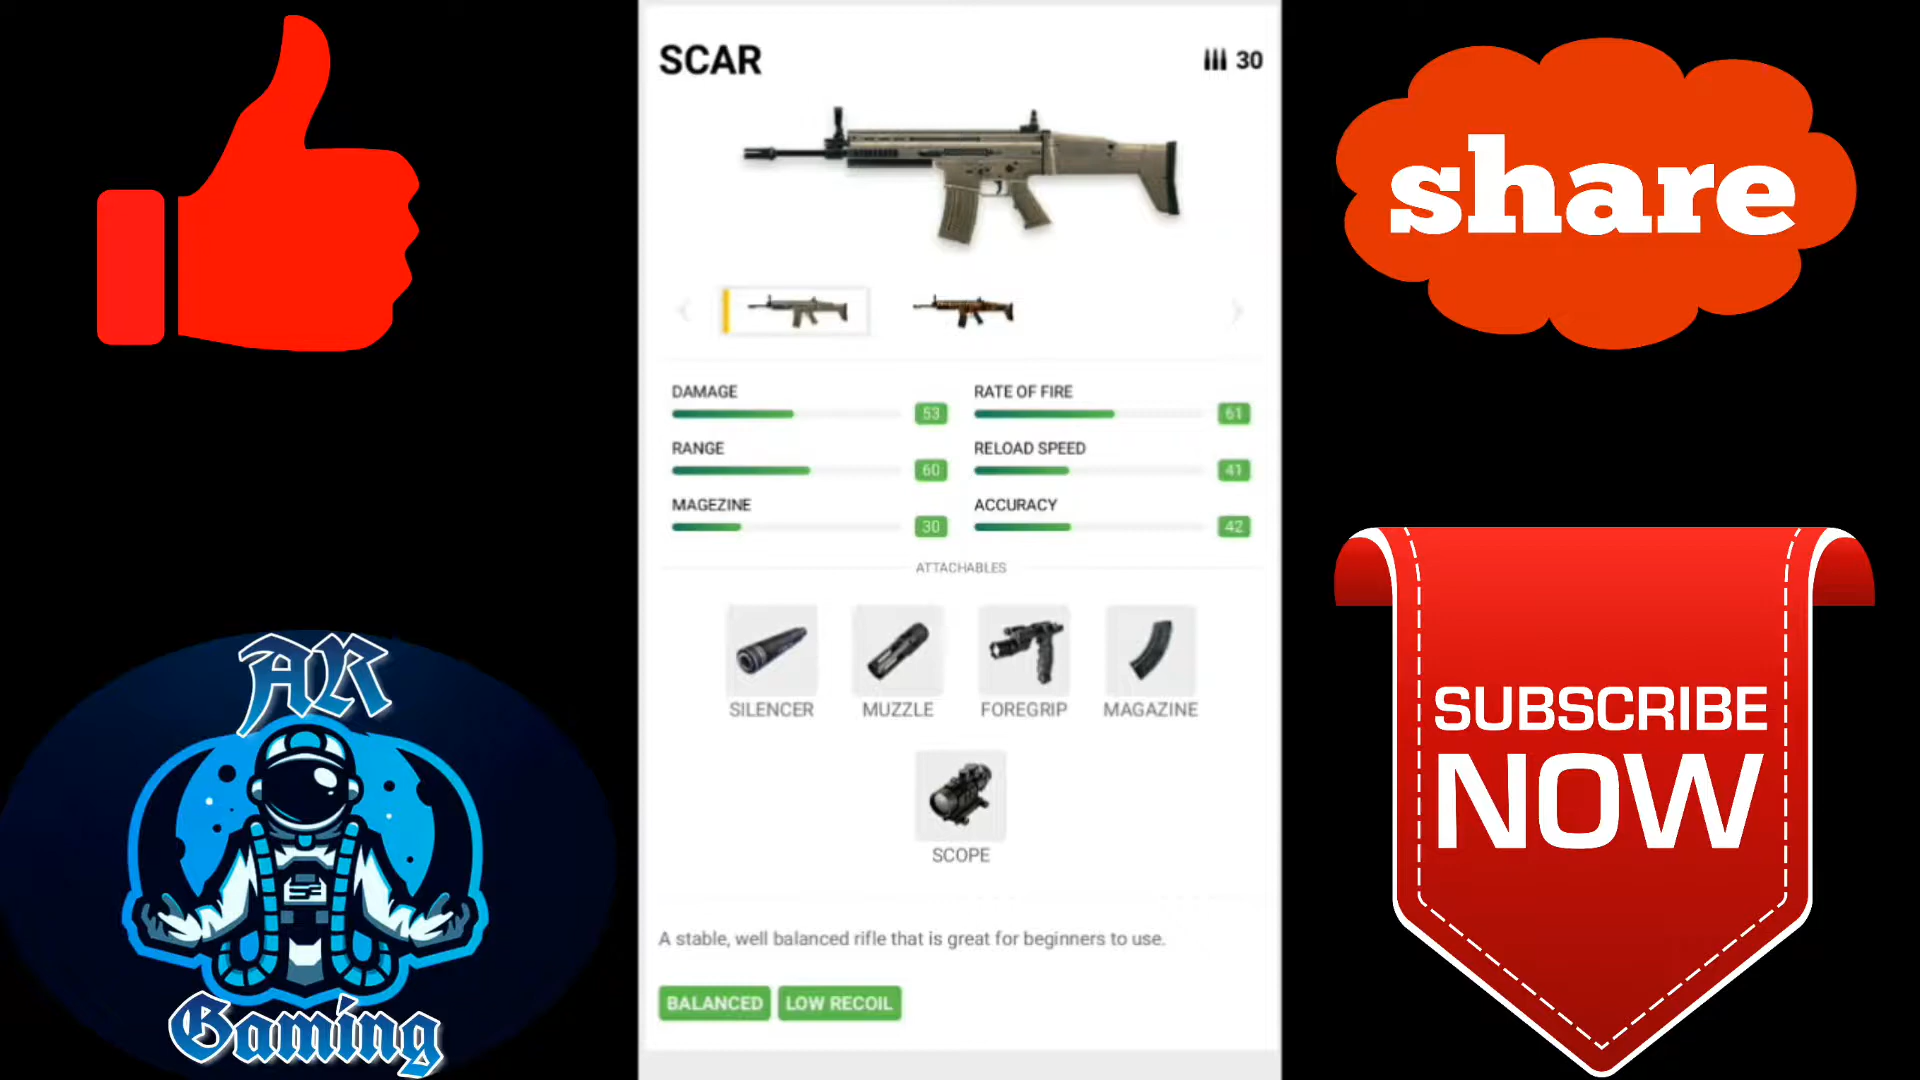 SCAR
30
share
DAMAGE
53
RATE OF FIRE
61
RANGE
60
RELOAD SPEED
41
MAGEZINE
30
ACCURACY
42
ATTACHABLES
SILENCER
MUZZLE
FOREGRIP
MAGAZINE
SCOPE
A stable, well balanced rifle that is great for beginners to use.
BALANCED
LOW RECOIL
AR
Gaming
SUBSCRIBE
NOW